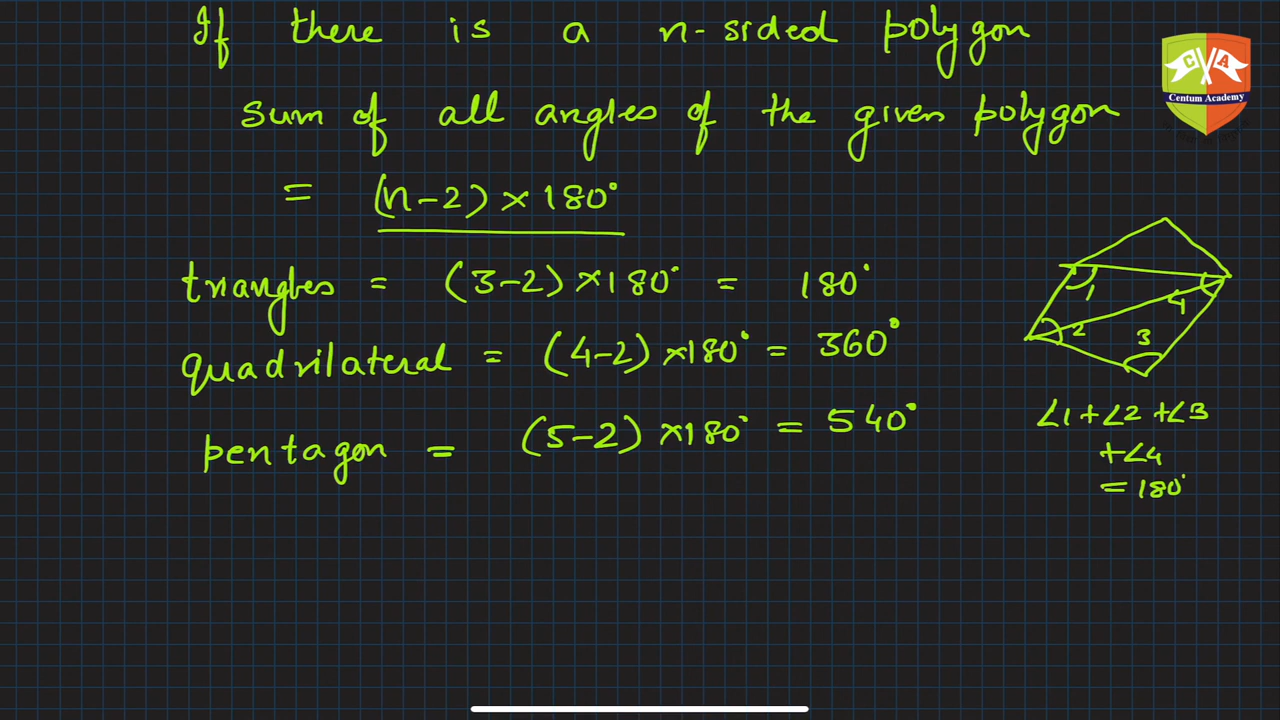 If there is a n-sided polygon
sum of all angles of the given polygon
= (n-2) × 180°
triangles = (3-2) × 180° = 180°
quadrilateral = (4-2) × 180° = 360°
pentagon = (5-2) × 180° = 540°
1
4
2
3
∠1 + ∠2 + ∠3
+ ∠4
= 180°
C A
Centum Academy